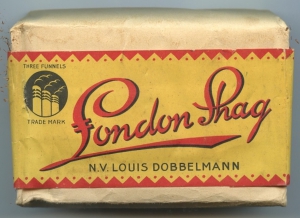 THREE FUNNELS
TRADE MARK
London Shag
N.V. LOUIS DOBBELMANN